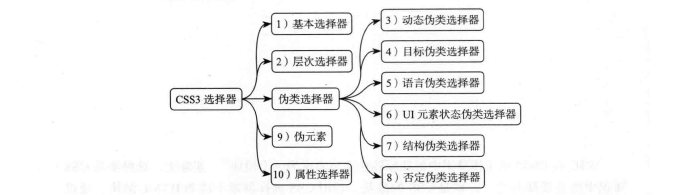 1）基本选择器
3）动态伪类选择器
2）层次选择器
4）目标伪类选择器
5）语言伪类选择器
CSS3 选择器
伪类选择器
6）UI 元素状态伪类选择器
9）伪元素
7）结构伪类选择器
10）属性选择器
8）否定伪类选择器